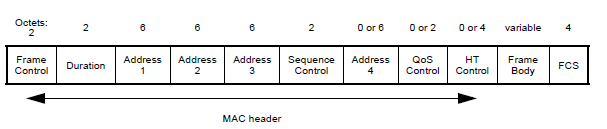 Octets:
2 2 6 6 6 2 0 or 6 0 or 2 0 or 4 variable 4
Frame Control Duration Address 1 Address 2 Address 3 Sequence Control Address 4 QoS Control HT Control Frame Body FCS
MAC header